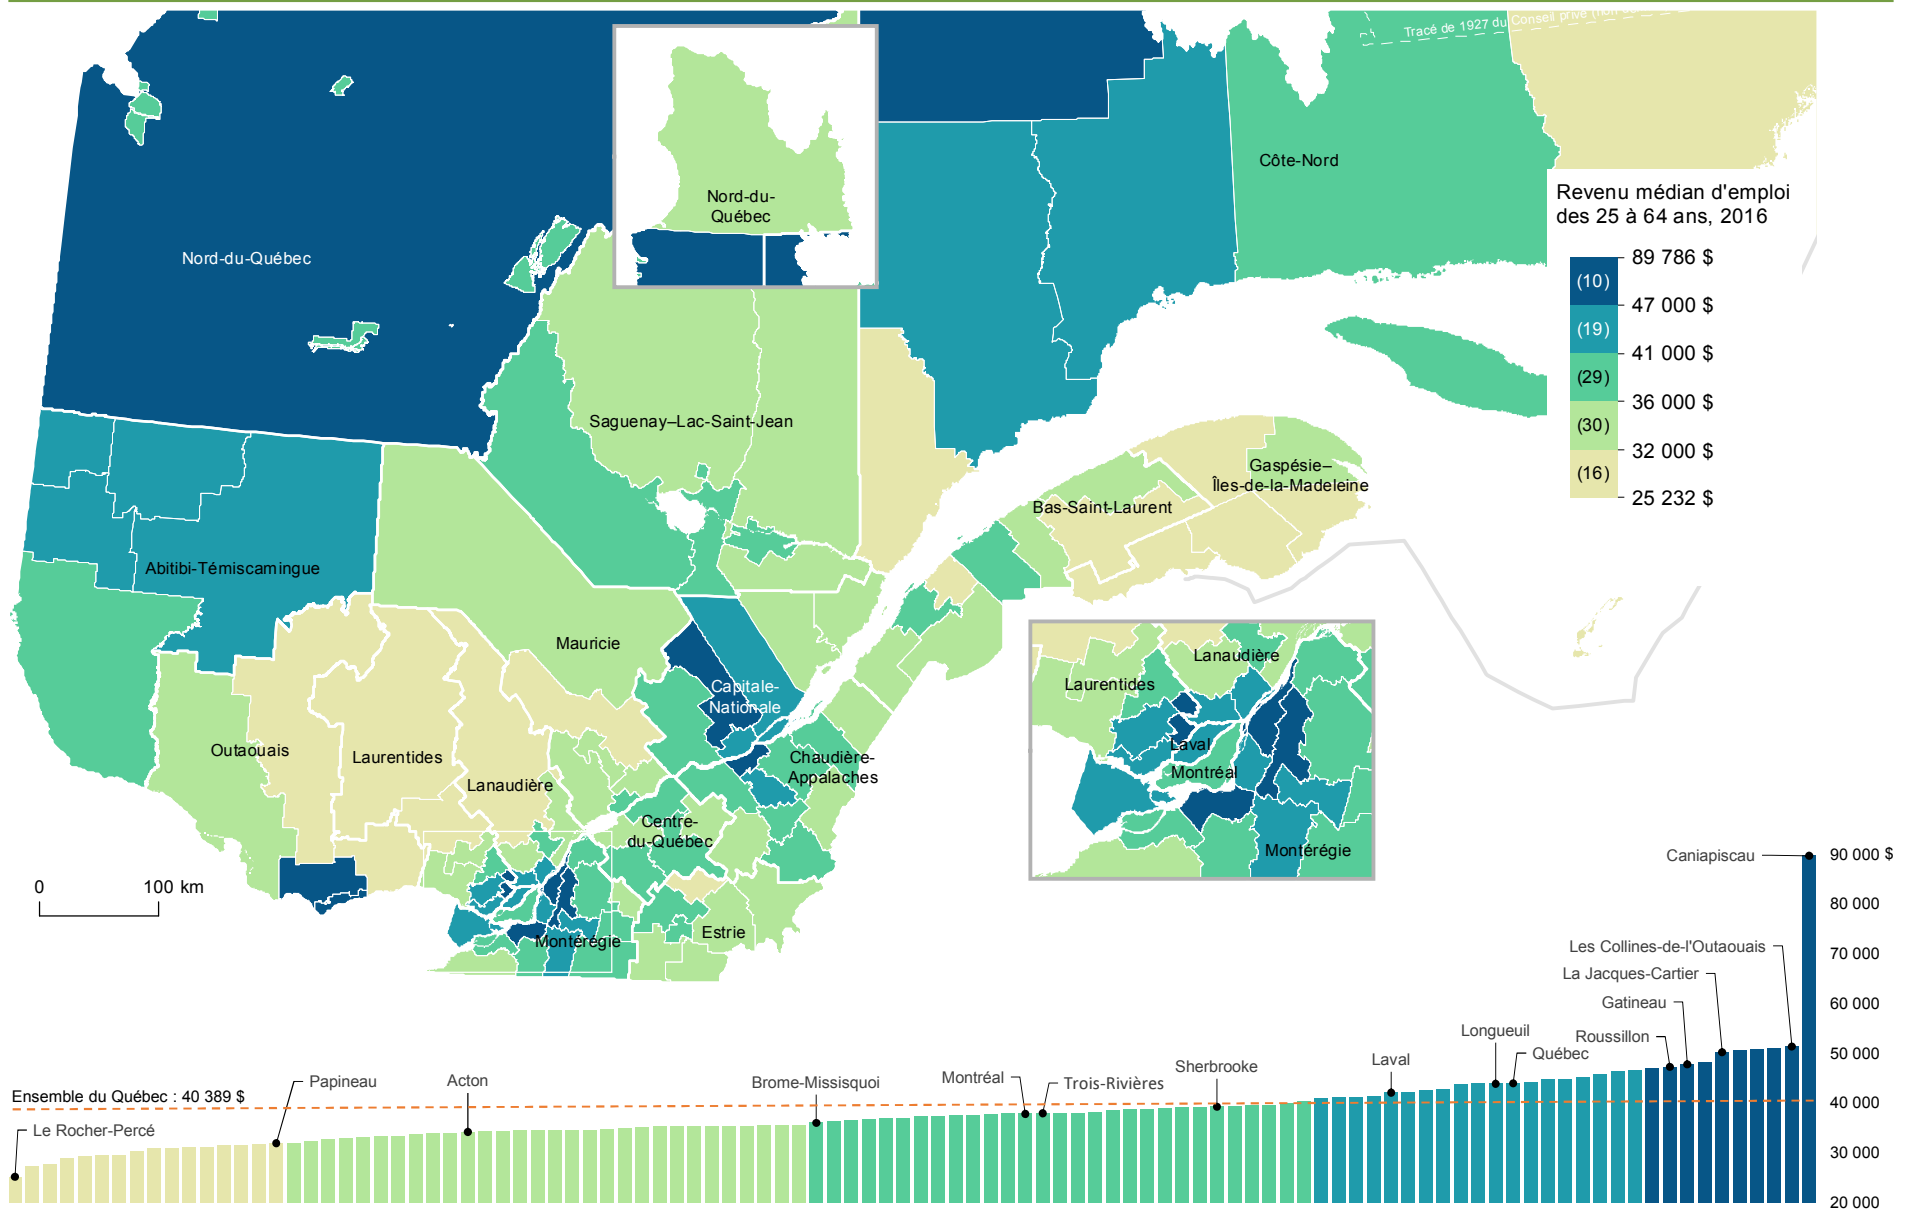 Tracé de 1927 du Conseil privé (non
Côte-Nord
Revenu médian d'emploi
des 25 à 64 ans, 2016
89 786 $
(10)
47 000 $
(19)
41 000 $
(29)
36 000 $
(30)
32 000 $
(16)
25 232 $
Nord-du-
Québec
Nord-du-Québec
Saguenay–Lac-Saint-Jean
Gaspésie–
Îles-de-la-Madeleine
Bas-Saint-Laurent
Abitibi-Témiscamingue
Mauricie
Capitale-
Nationale
Outaouais
Laurentides
Lanaudière
Chaudière-
Appalaches
Centre-
du-Québec
Estrie
Montérégie
Lanaudière
Laurentides
Laval
Montréal
Montérégie
0 100 km
Caniapiscau
90 000 $
80 000
Les Collines-de-l'Outaouais
70 000
La Jacques-Cartier
Gatineau
60 000
Longueuil
Roussillon
Québec
50 000
Laval
Sherbrooke
Trois-Rivières
Montréal
Brome-Missisquoi
Acton
Papineau
Ensemble du Québec : 40 389 $
40 000
Le Rocher-Percé
30 000
20 000